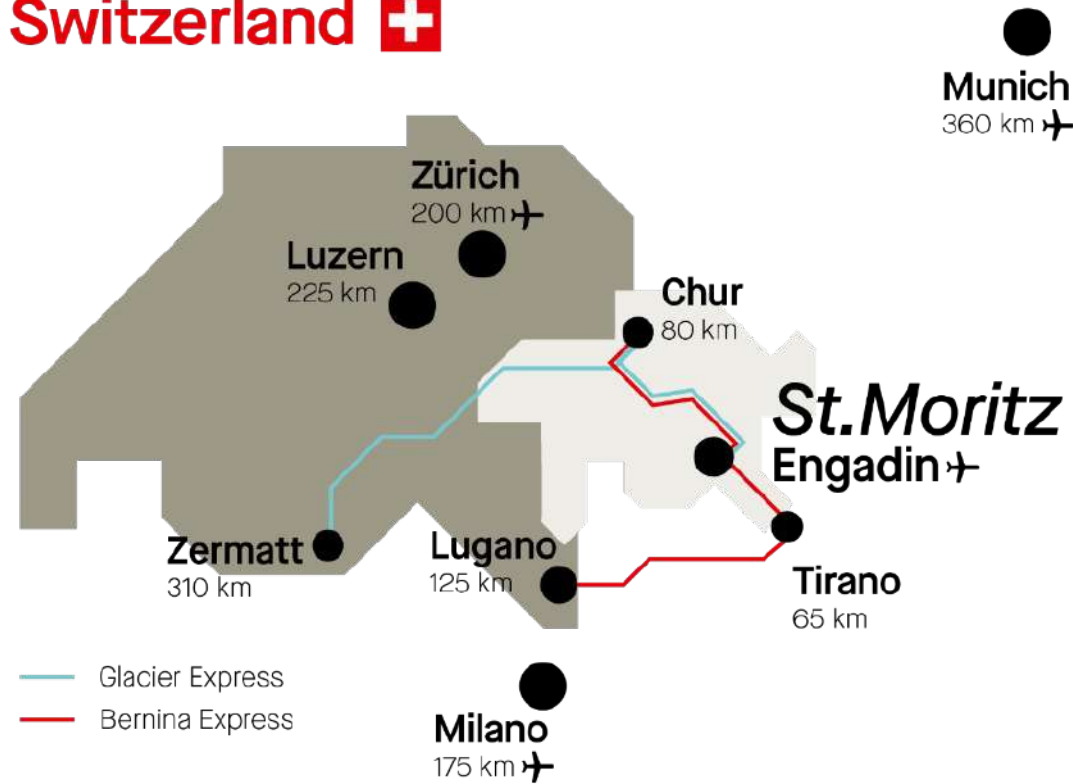 Switzerland
Munich
360 km
Zürich
200 km
Luzern
225 km
Chur
80 km
St.Moritz
Engadin
Zermatt
310 km
Lugano
125 km
Tirano
65 km
Glacier Express
Bernina Express
Milano
175 km